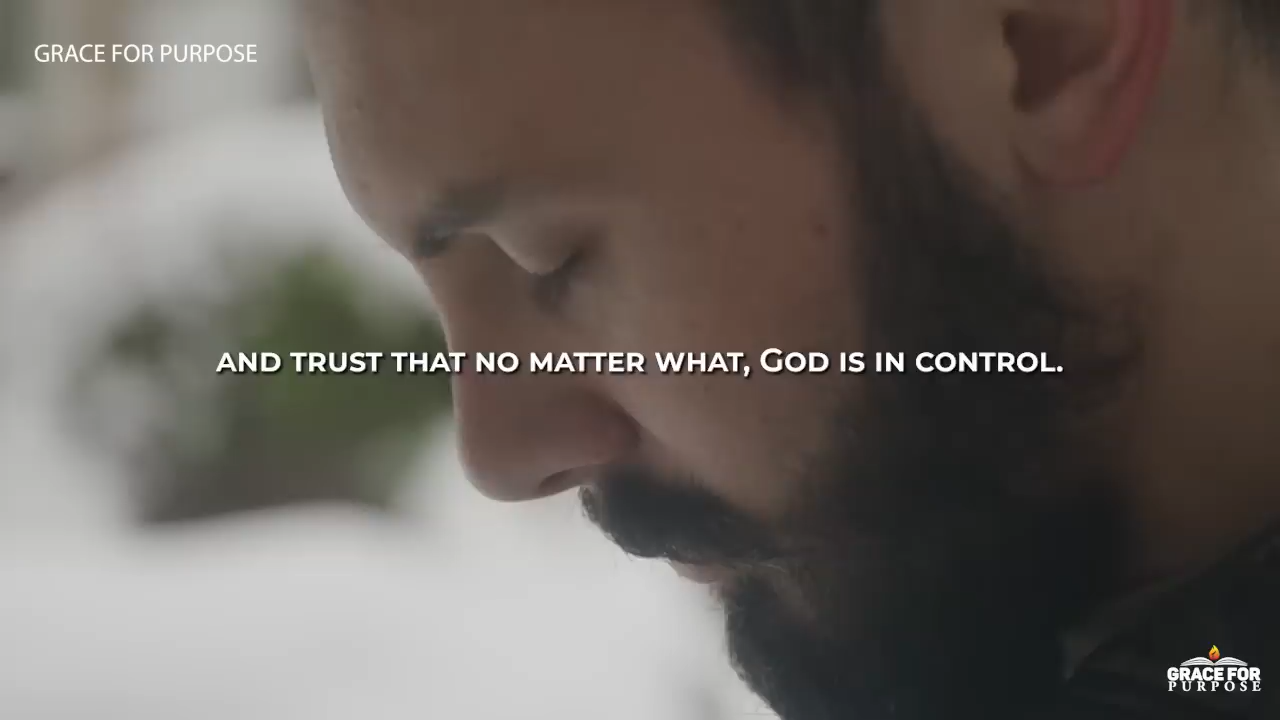 GRACE FOR PURPOSE
AND TRUST THAT NO MATTER WHAT, GOD IS IN CONTROL.
GRACE FOR
PURPOSE